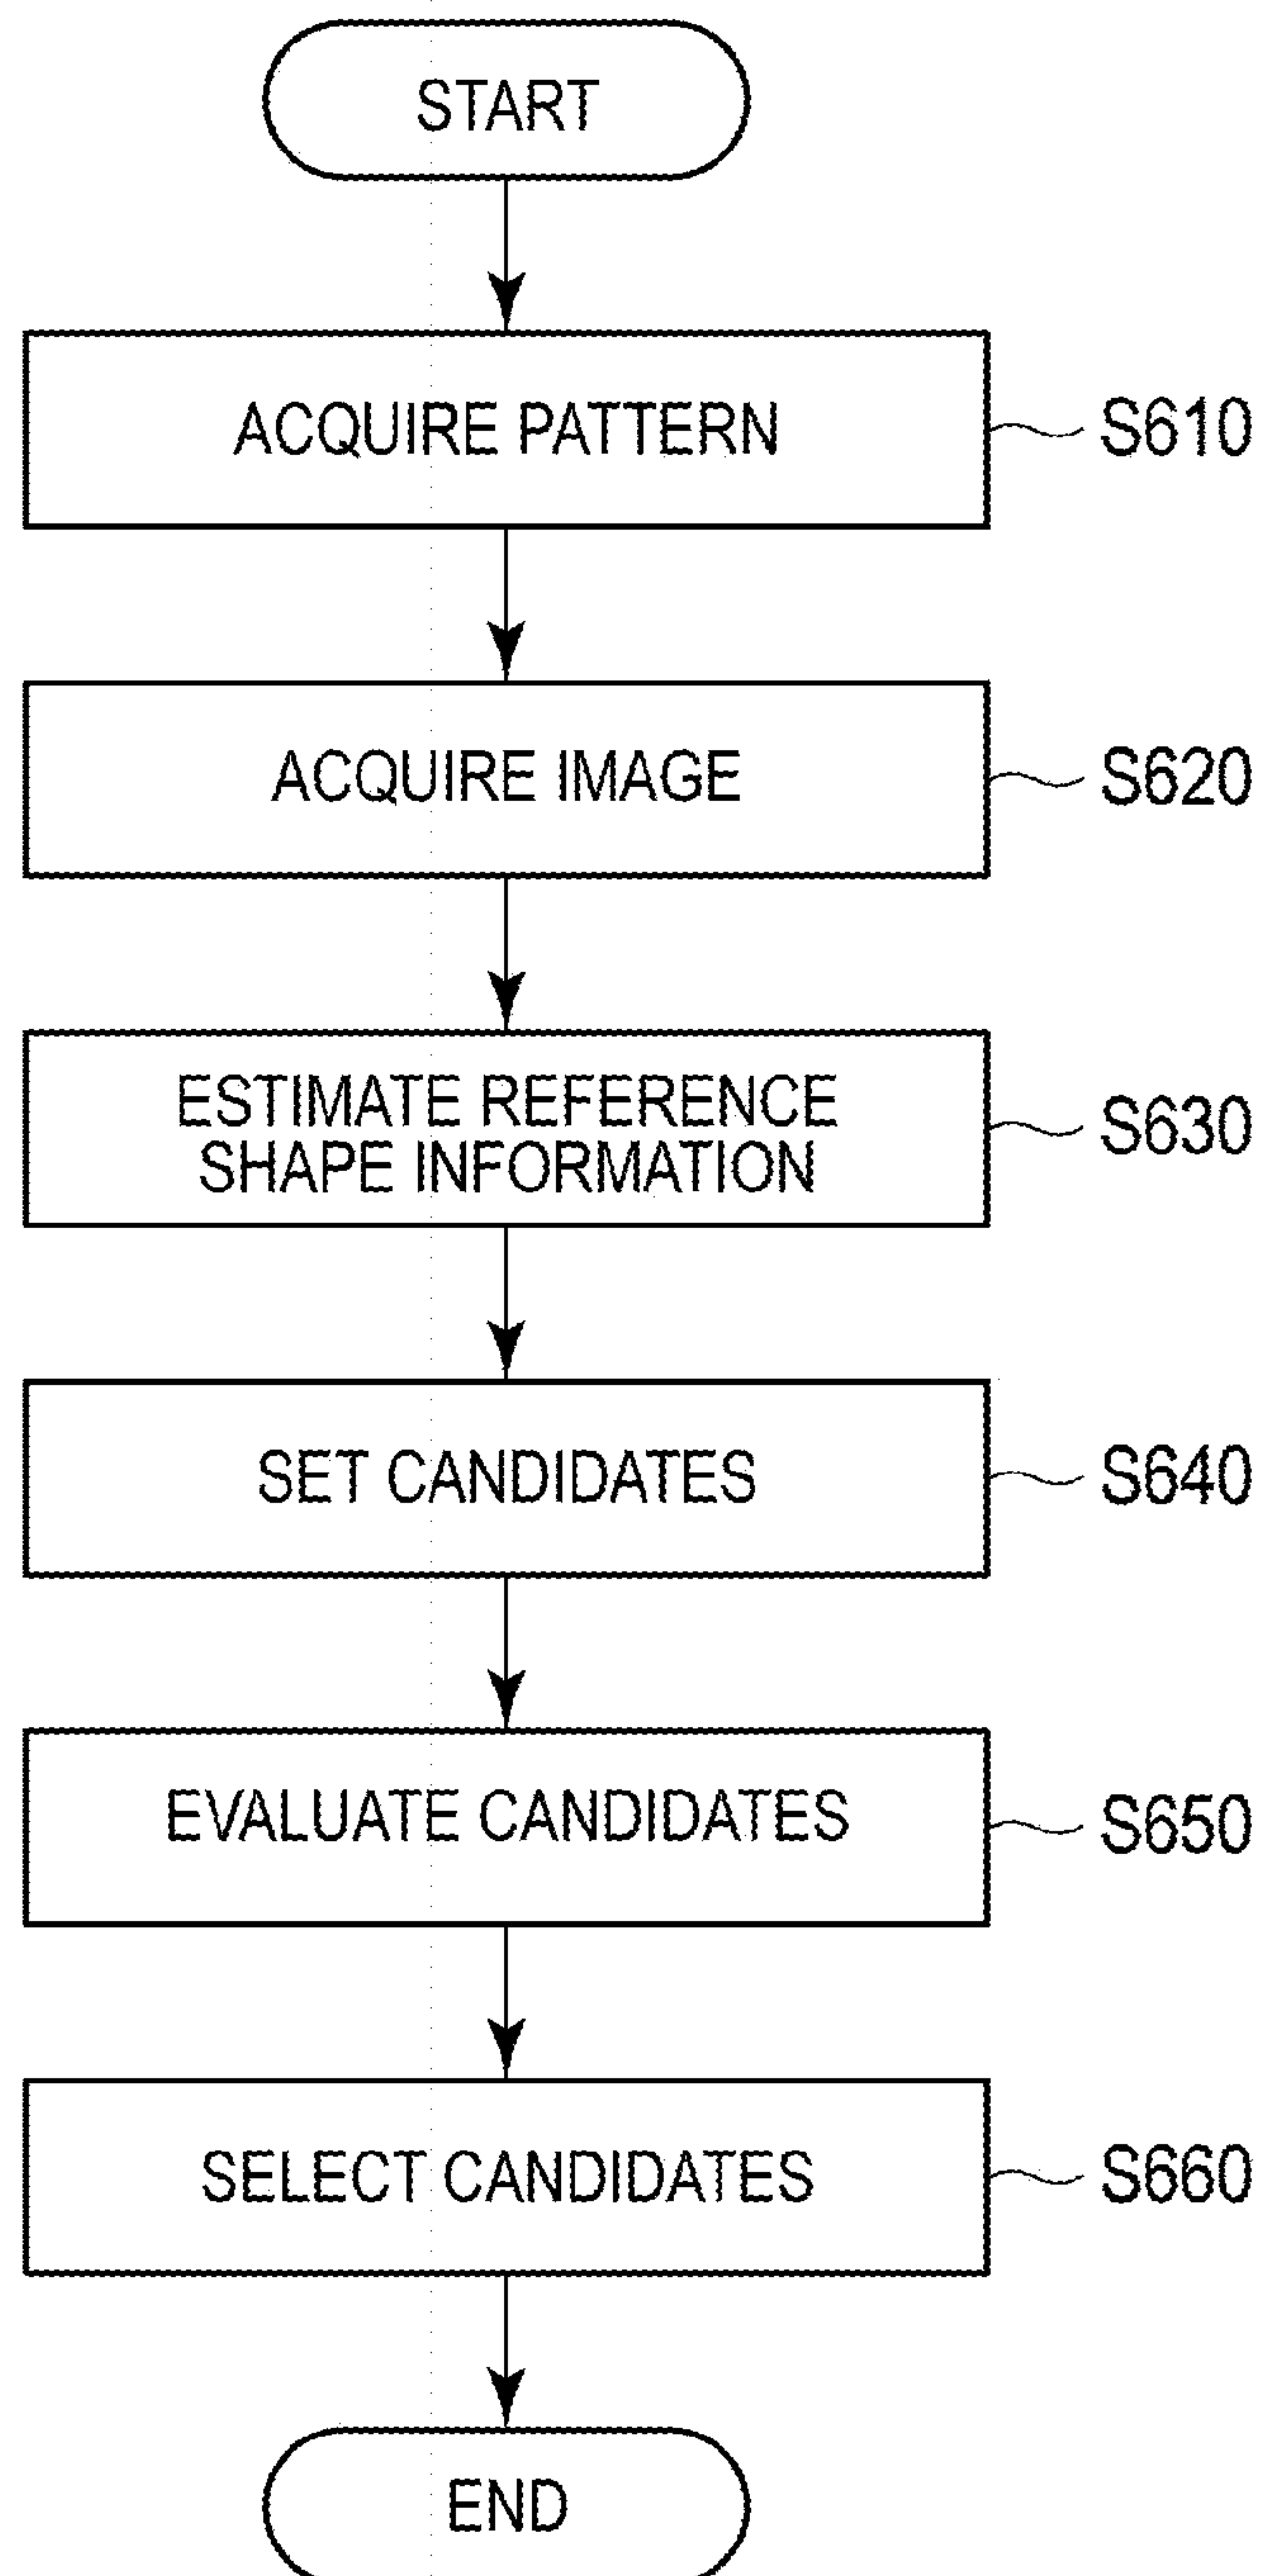 START
ACQUIRE PATTERN
S610
ACQUIRE IMAGE
S620
ESTIMATE REFERENCE
SHAPE INFORMATION
S630
SET CANDIDATES
S640
EVALUATE CANDIDATES
S650
SELECT CANDIDATES
S660
END